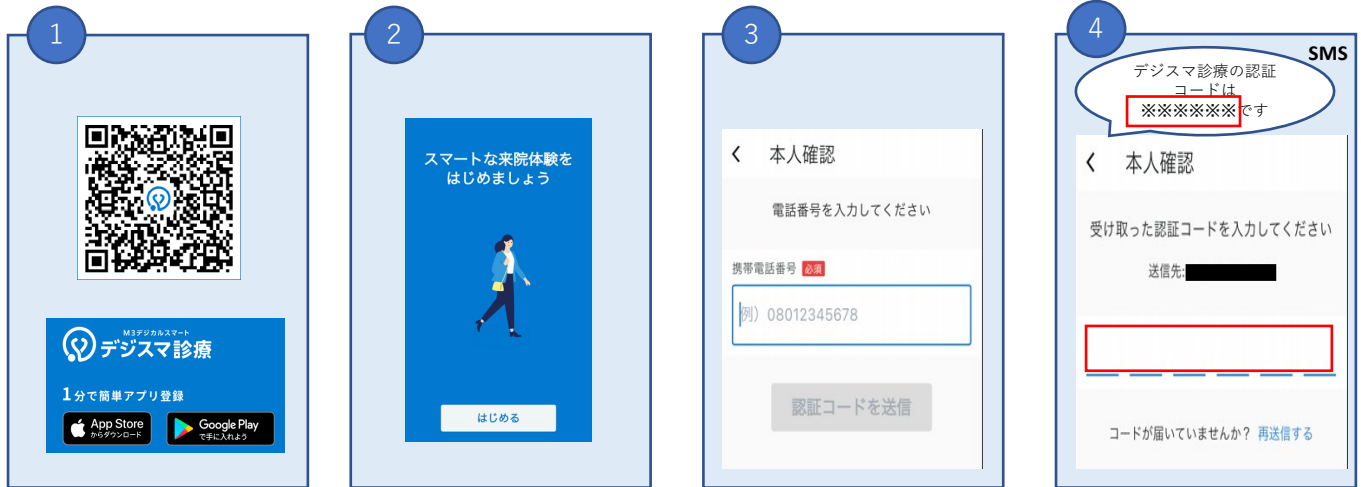 1
M3デジカルスマート
デジスマ診療
1分で簡単アプリ登録
App Store
からダウンロード
Google Play
で手に入れよう
2
スマートな来院体験を
はじめましょう
はじめる
3
本人確認
電話番号を入力してください
携帯電話番号 必須
例）08012345678
認証コードを送信
4
SMS
デジスマ診療の認証
コードは
※※※※※※です
本人確認
受け取った認証コードを入力してください
送信先:
コードが届いていませんか？ 再送信する